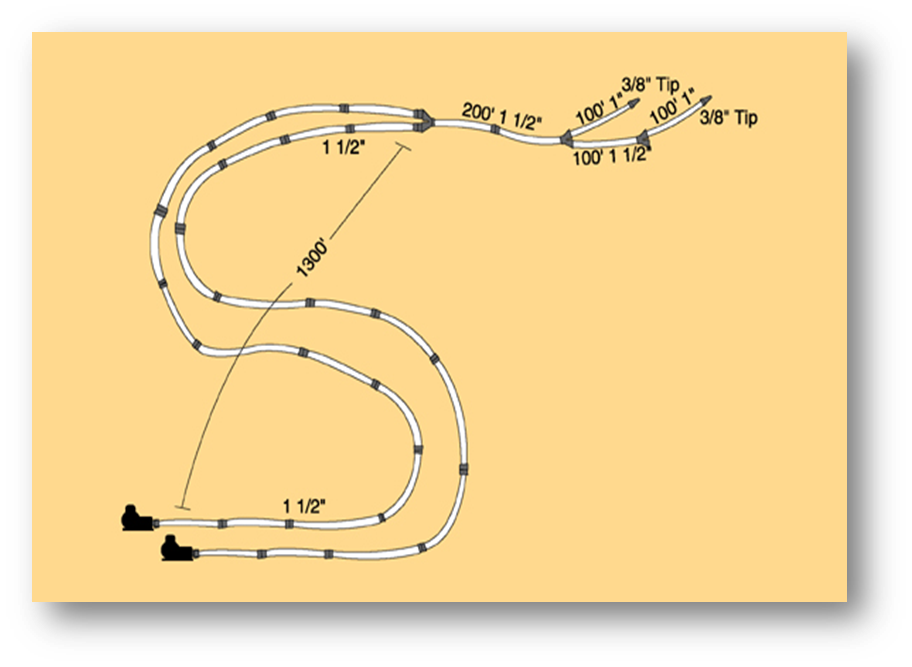 3/8" Tip
100' 1"
100' 1"
3/8" Tip
200' 1 1/2"
100' 1 1/2"
1 1/2"
1300'
1 1/2"